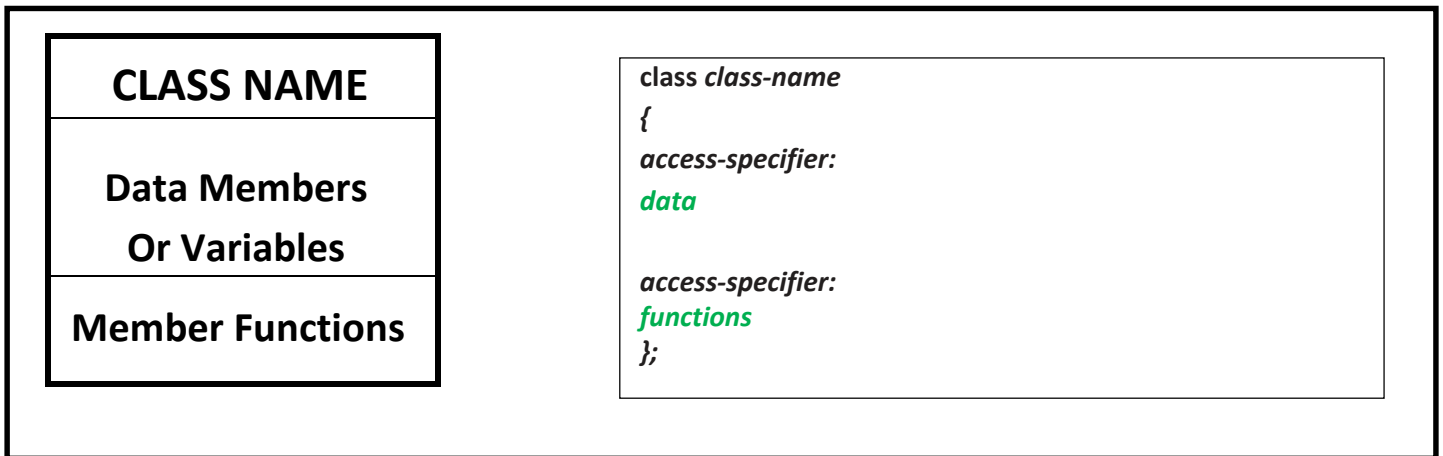 CLASS NAME
Data Members
Or Variables
Member Functions
class class-name
{
access-specifier:
data
access-specifier:
functions
};